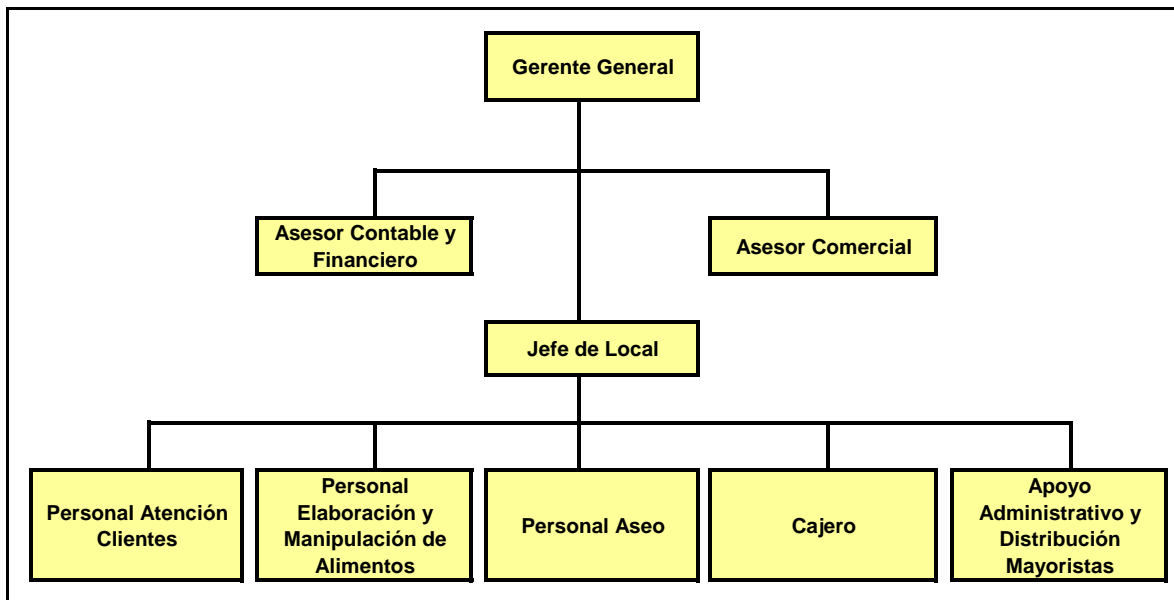 Gerente General
Asesor Contable y
Financiero
Asesor Comercial
Jefe de Local
Personal Atención
Clientes
Personal
Elaboración y
Manipulación de
Alimentos
Personal Aseo
Cajero
Apoyo
Administrativo y
Distribución
Mayoristas